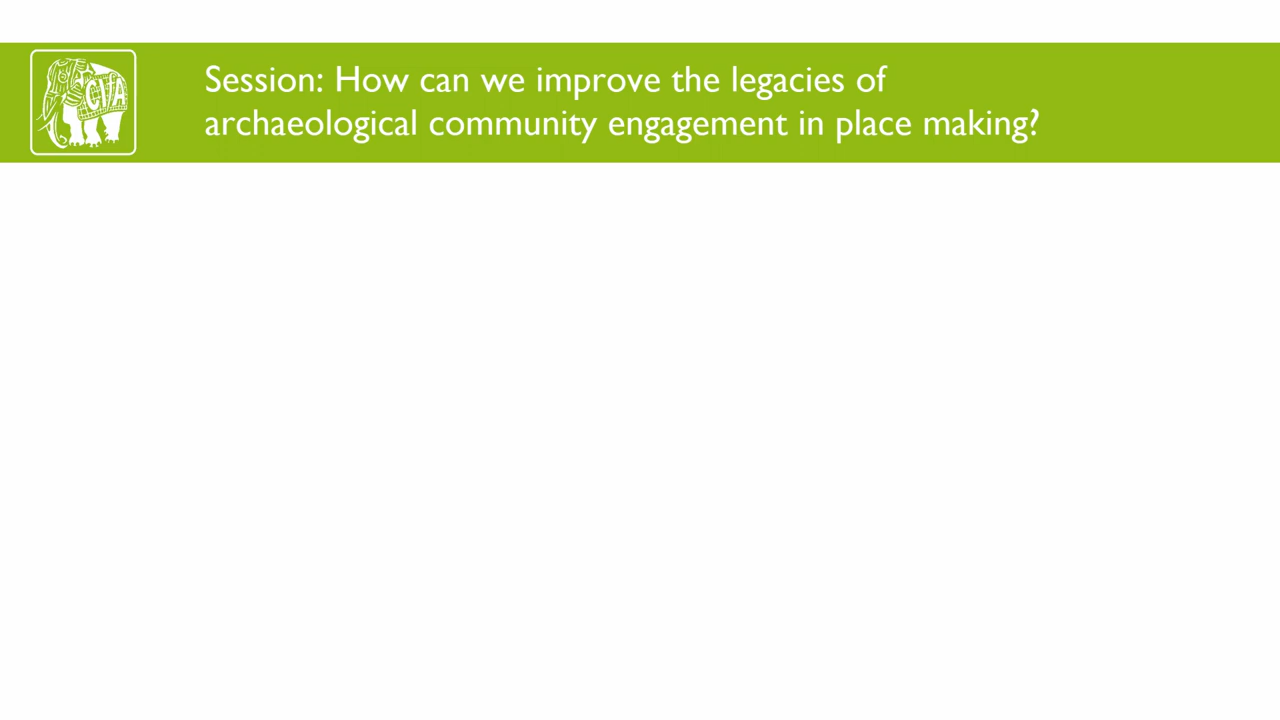 CIfA
Session: How can we improve the legacies of
archaeological community engagement in place making?